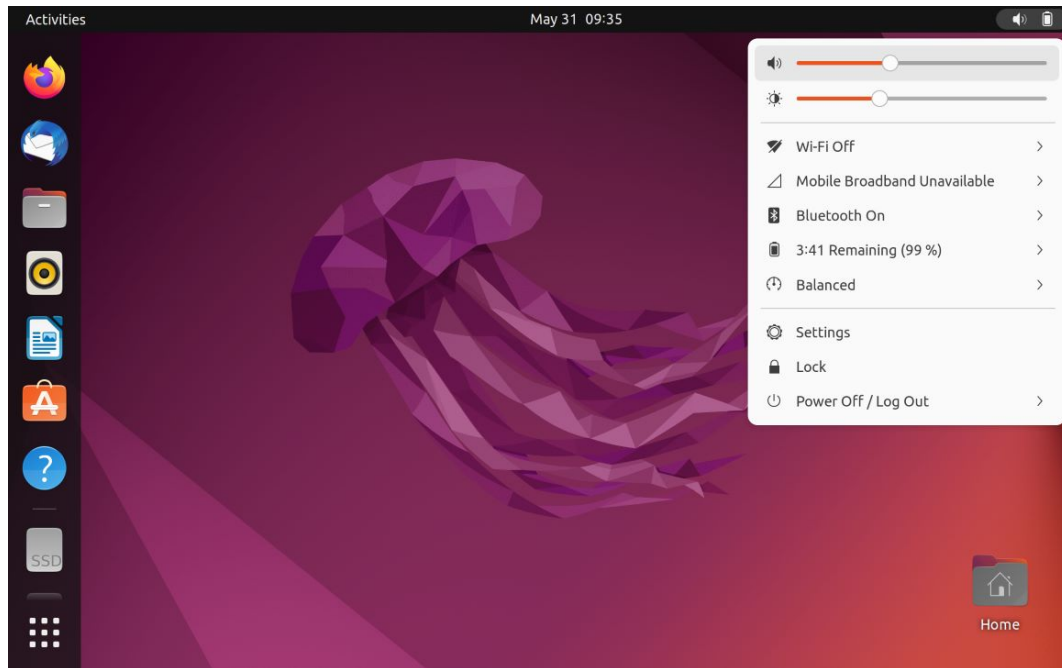 Activities
May 31 09:35
Wi-Fi Off
Mobile Broadband Unavailable
Bluetooth On
3:41 Remaining (99 %)
Balanced
Settings
Lock
Power Off / Log Out
?
SSD
Home